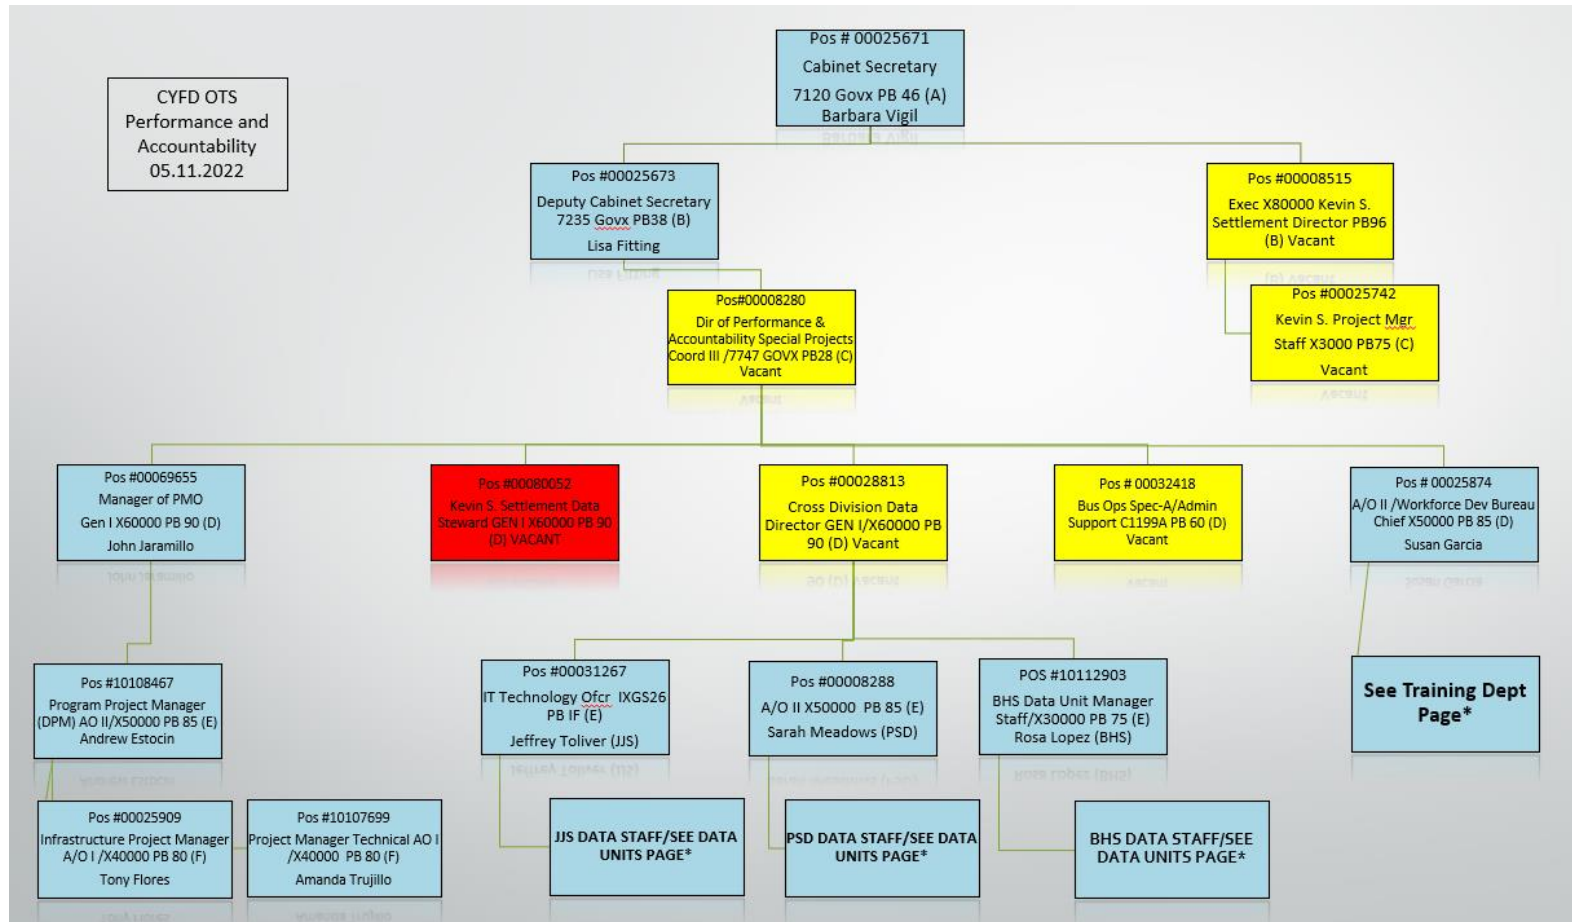 Pos # 00025671
Cabinet Secretary
7120 Govx PB 46 (A)
Barbara Vigil
CYFD OTS
Performance and
Accountability
05.11.2022
Pos #00025673
Deputy Cabinet Secretary
7235 Govx PB38 (B)
Lisa Fitting
Pos #00008515
Exec X80000 Kevin S.
Settlement Director PB96
(B) Vacant
Pos#00008280
Dir of Performance &
Accountability Special Projects
Coord III /7747 GOVX PB28 (C)
Vacant
Pos #00025742
Kevin S. Project Mgr
Staff X3000 PB75 (C)
Vacant
Pos #00069655
Manager of PMO
Gen I X60000 PB 90 (D)
John Jaramillo
Pos #00080052
Kevin S. Settlement Data
Steward GEN I X60000 PB 90
(D) VACANT
Pos #00028813
Cross Division Data
Director GEN I/X60000 PB
90 (D) Vacant
Pos # 00032418
Bus Ops Spec-A/Admin
Support C1199A PB 60 (D)
Vacant
Pos # 00025874
A/O II /Workforce Dev Bureau
Chief X50000 PB 85 (D)
Susan Garcia
Pos #10108467
Program Project Manager
(DPM) AO II/X50000 PB 85 (E)
Andrew Estocin
Pos #00031267
IT Technology Ofcr IXGS26
PB IF (E)
Jeffrey Toliver (JJS)
Pos #00008288
A/O II X50000 PB 85 (E)
Sarah Meadows (PSD)
POS #10112903
BHS Data Unit Manager
Staff/X30000 PB 75 (E)
Rosa Lopez (BHS)
See Training Dept
Page*
Pos #00025909
Infrastructure Project Manager
A/O I /X40000 PB 80 (F)
Tony Flores
Pos #10107699
Project Manager Technical AO I
/X40000 PB 80 (F)
Amanda Trujillo
JJS DATA STAFF/SEE DATA
UNITS PAGE*
PSD DATA STAFF/SEE DATA
UNITS PAGE*
BHS DATA STAFF/SEE
DATA UNITS PAGE*